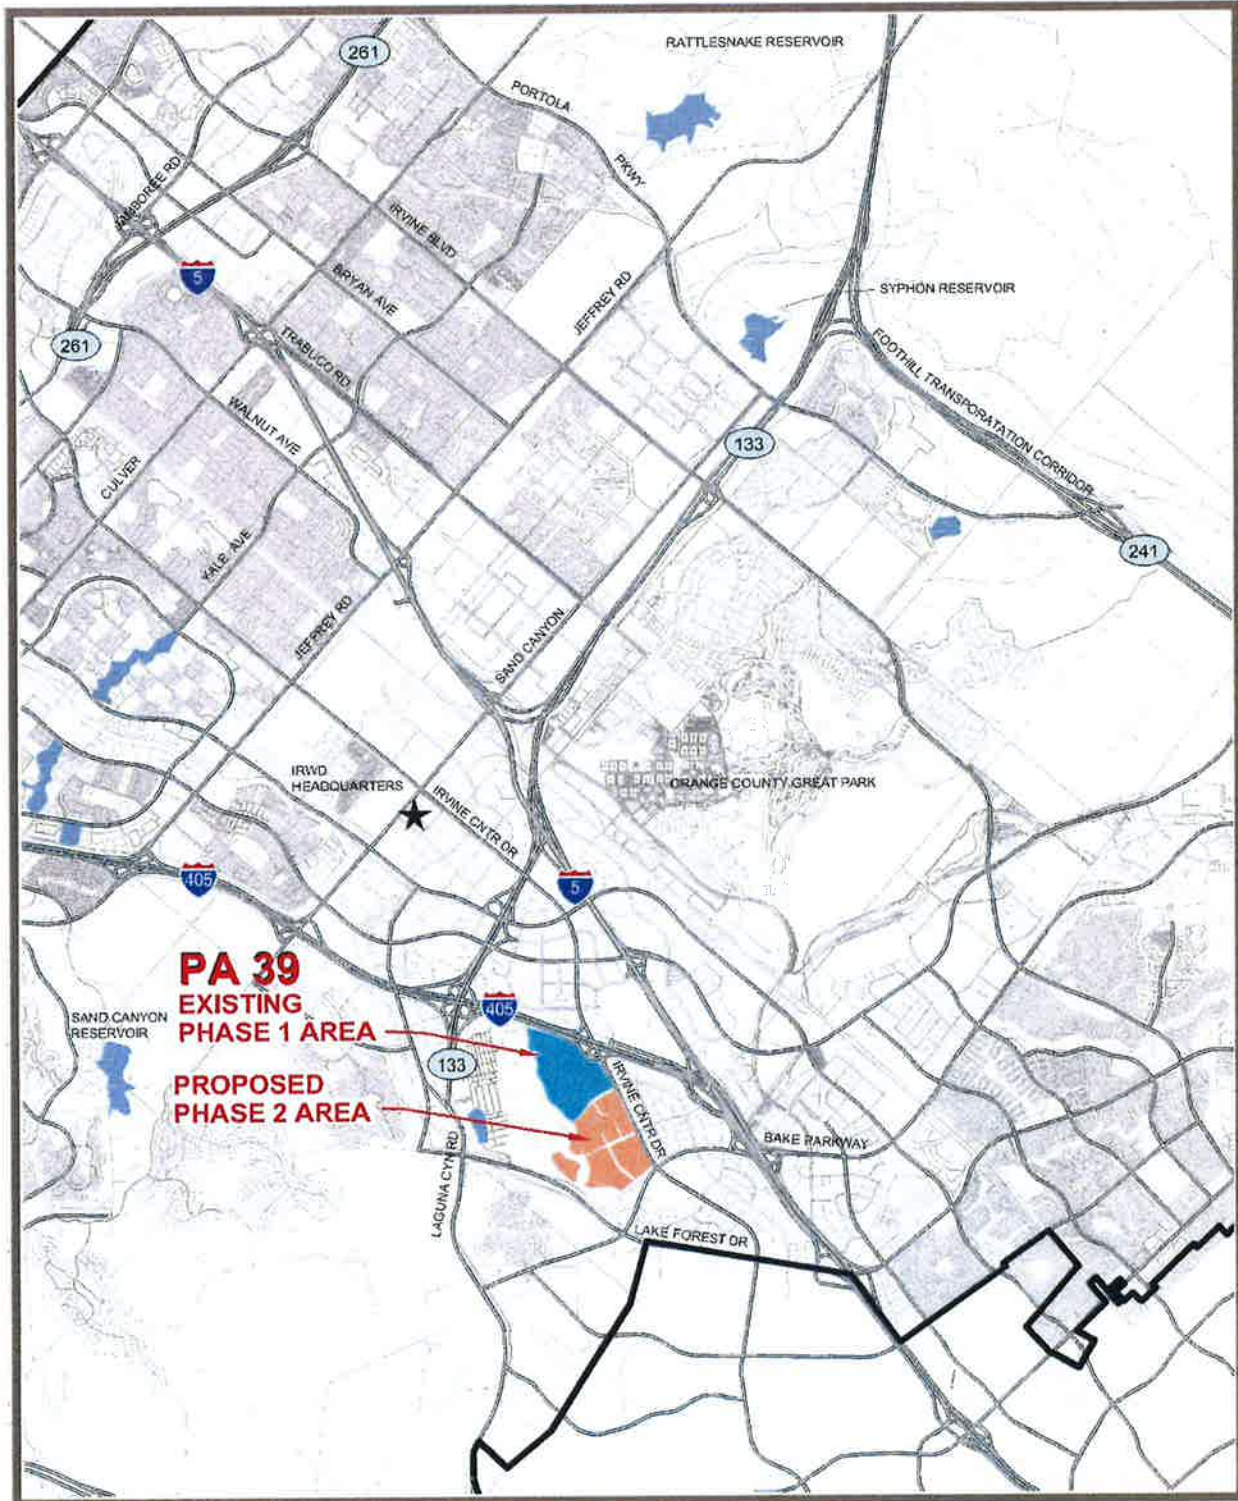 261
RATTLESNAKE RESERVOIR
PORTOLA
PKWY
JAMBOREE RD
IRVINE BLVD
5
BRYAN AVE
JEFFREY RD
SYPHON RESERVOIR
261
TRABUCO RD
FOOTHILL TRANSPORATATION CORRIDOR
WALNUT AVE
133
CULVER
241
YALE AVE
JEFFREY RD
SAND CANYON
IRWD
HEADQUARTERS
IRVINE CNTR DR
ORANGE COUNTY GREAT PARK
405
5
PA 39
EXISTING
PHASE 1 AREA
SAND CANYON
RESERVOIR
405
133
PROPOSED
PHASE 2 AREA
IRVINE CNTR DR
BAKE PARKWAY
LAGUNA CYN RD
LAKE FOREST DR